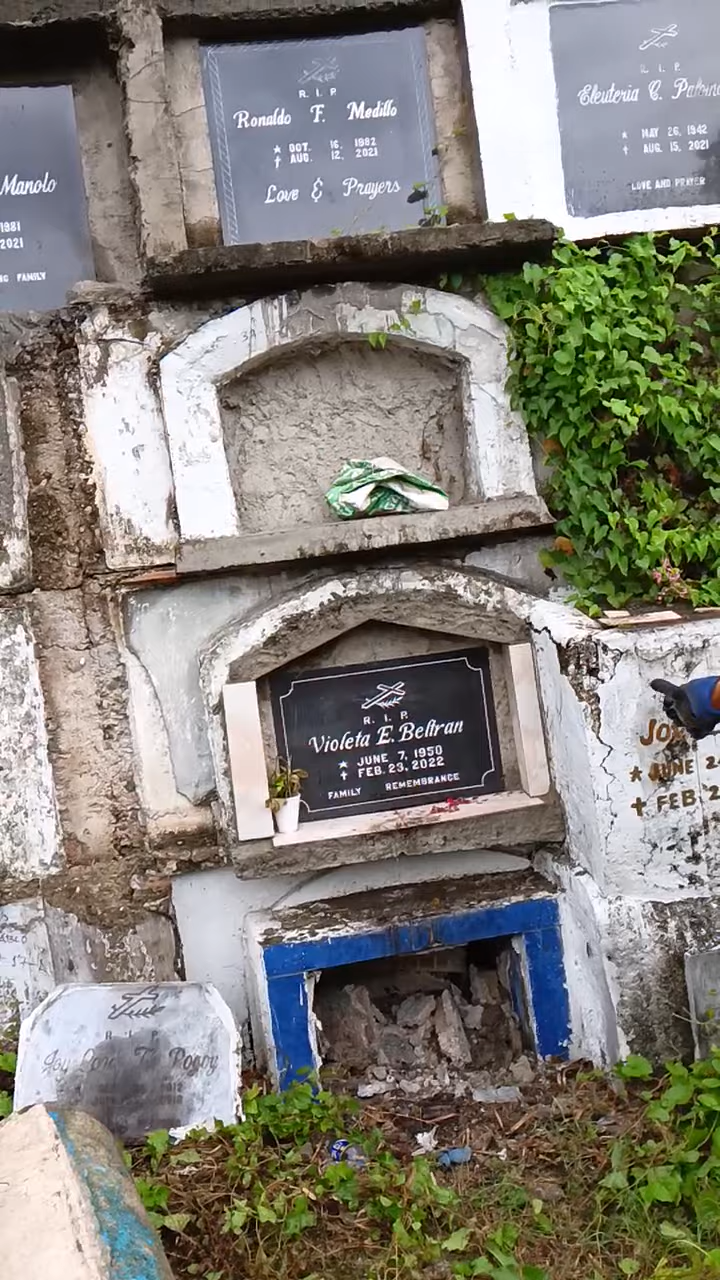 Manolo
1981
2021
FAMILY
R. I. P
Ronaldo F. Medillo
★ OCT. 16, 1982
✝ AUG. 12, 2021
Love & Prayers
R. I. P.
Eleuteria C.
★ MAY 26, 1942
✝ AUG. 15, 2021
LOVE AND PRAYER
R. I. P.
Violeta E. Beltran
★ JUNE 7, 1950
✝ FEB. 23, 2022
FAMILY REMEMBRANCE
★ JUNE 2
✝ FEB 2
R I P